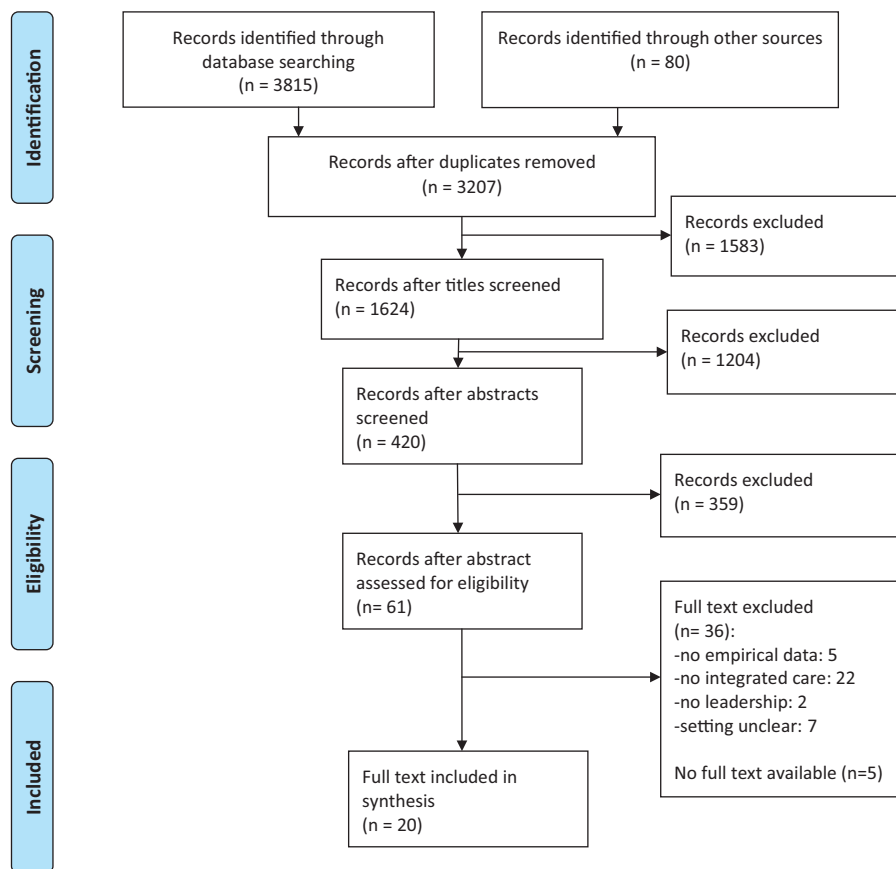 Identification
Records identified through
database searching
(n = 3815)
Records identified through other sources
(n = 80)
Records after duplicates removed
(n = 3207)
Records excluded
(n = 1583)
Screening
Records after titles screened
(n = 1624)
Records excluded
(n = 1204)
Records after abstracts
screened
(n = 420)
Eligibility
Records excluded
(n = 359)
Records after abstract
assessed for eligibility
(n= 61)
Full text excluded
(n= 36):
-no empirical data: 5
-no integrated care: 22
-no leadership: 2
-setting unclear: 7
No full text available (n=5)
Included
Full text included in
synthesis
(n = 20)